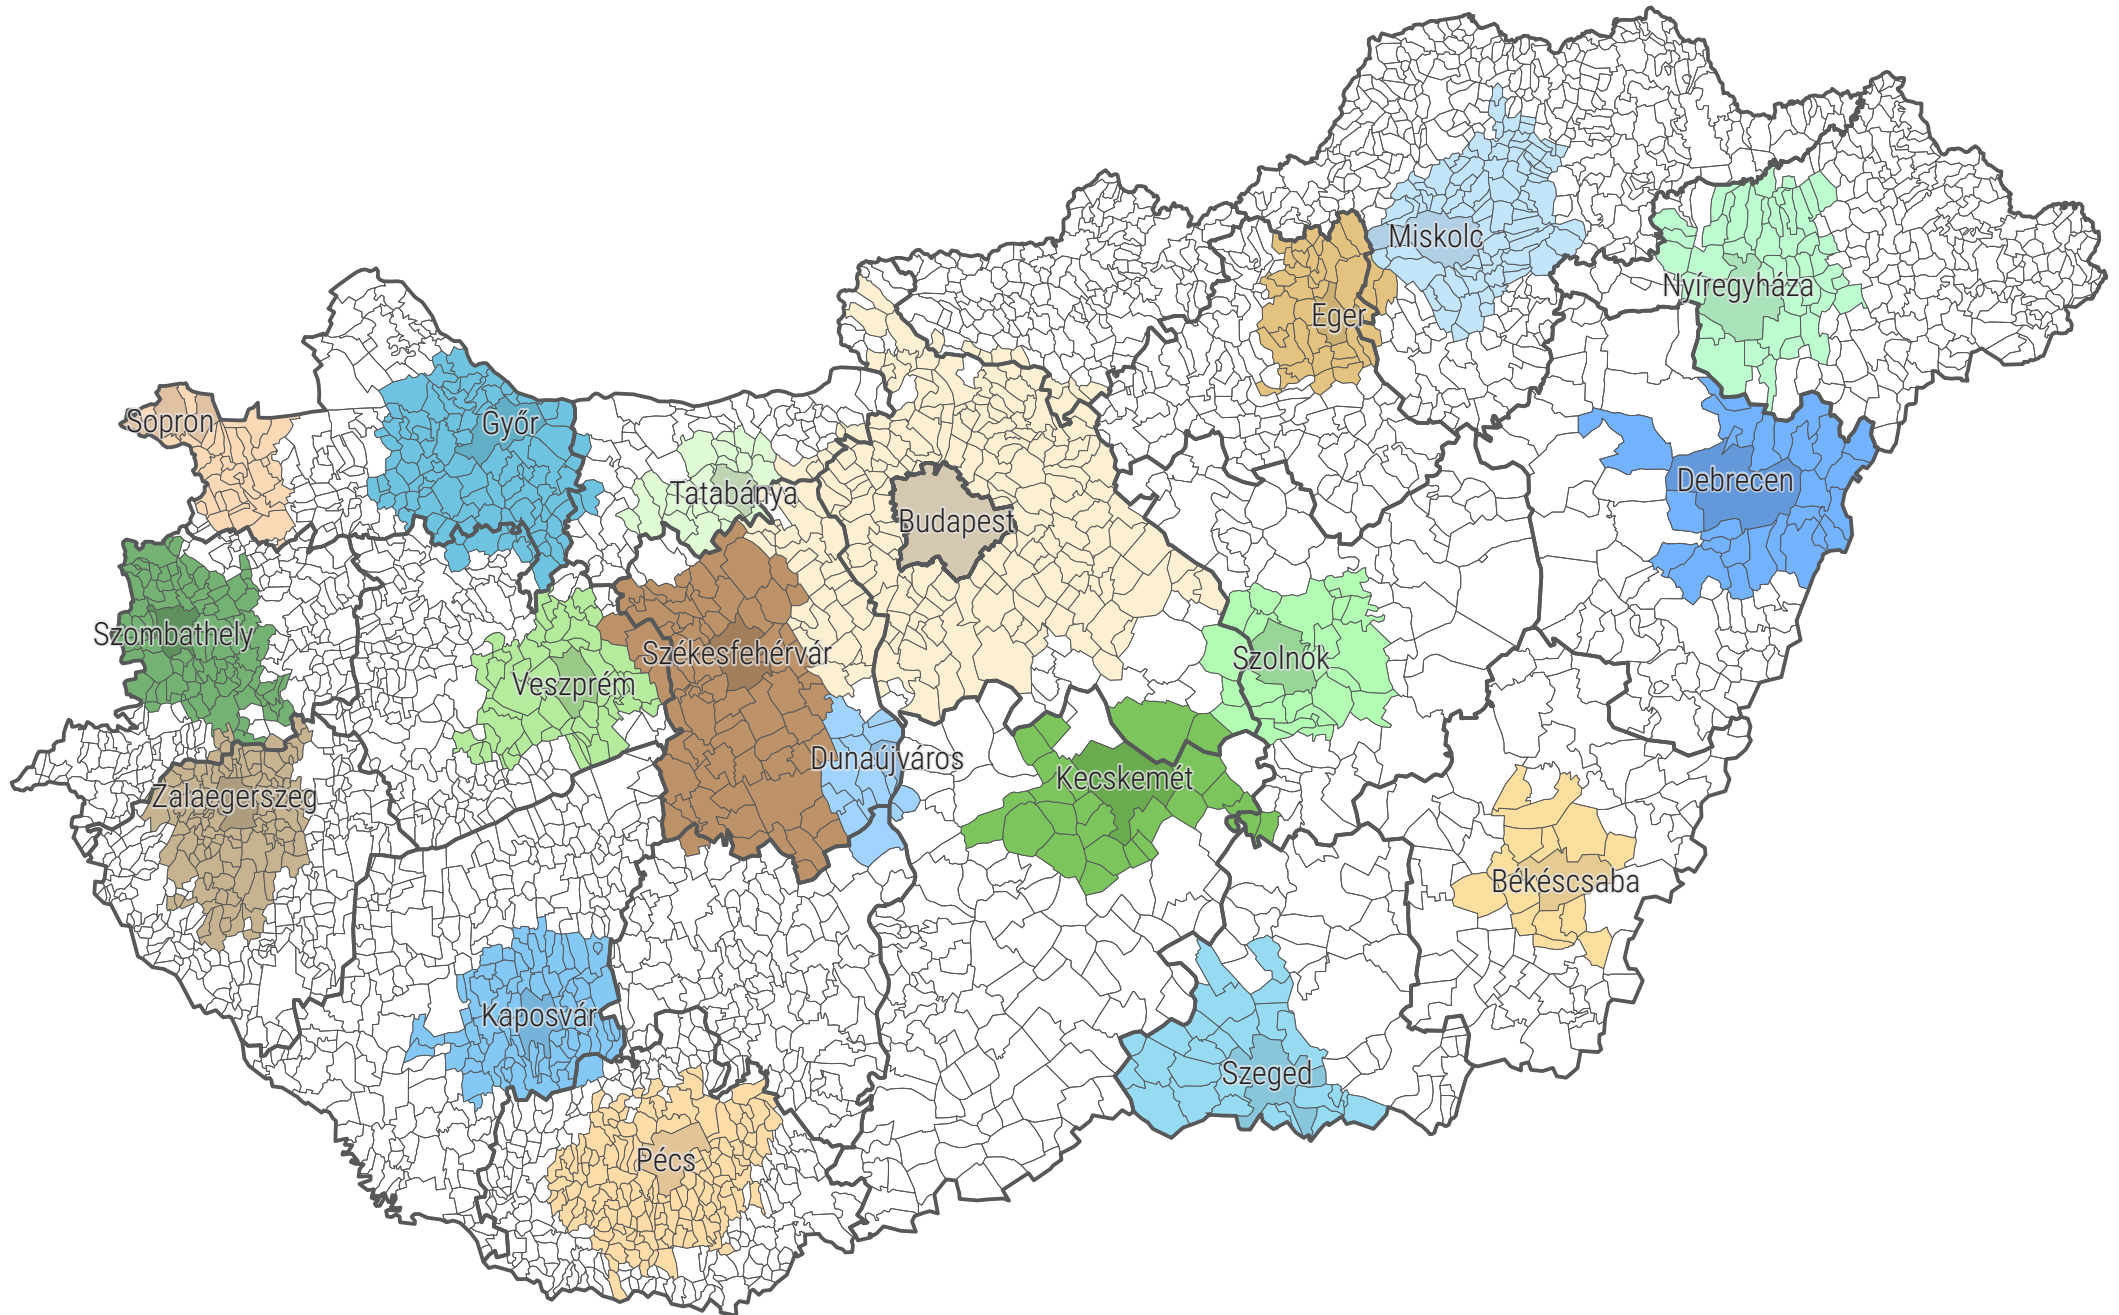 Miskolc
Nyíregyháza
Eger
Sopron
Győr
Debrecen
Tatabánya
Budapest
Szombathely
Székesfehérvár
Szolnok
Veszprém
Dunaújváros
Kecskemét
Zalaegerszeg
Békéscsaba
Kaposvár
Szeged
Pécs